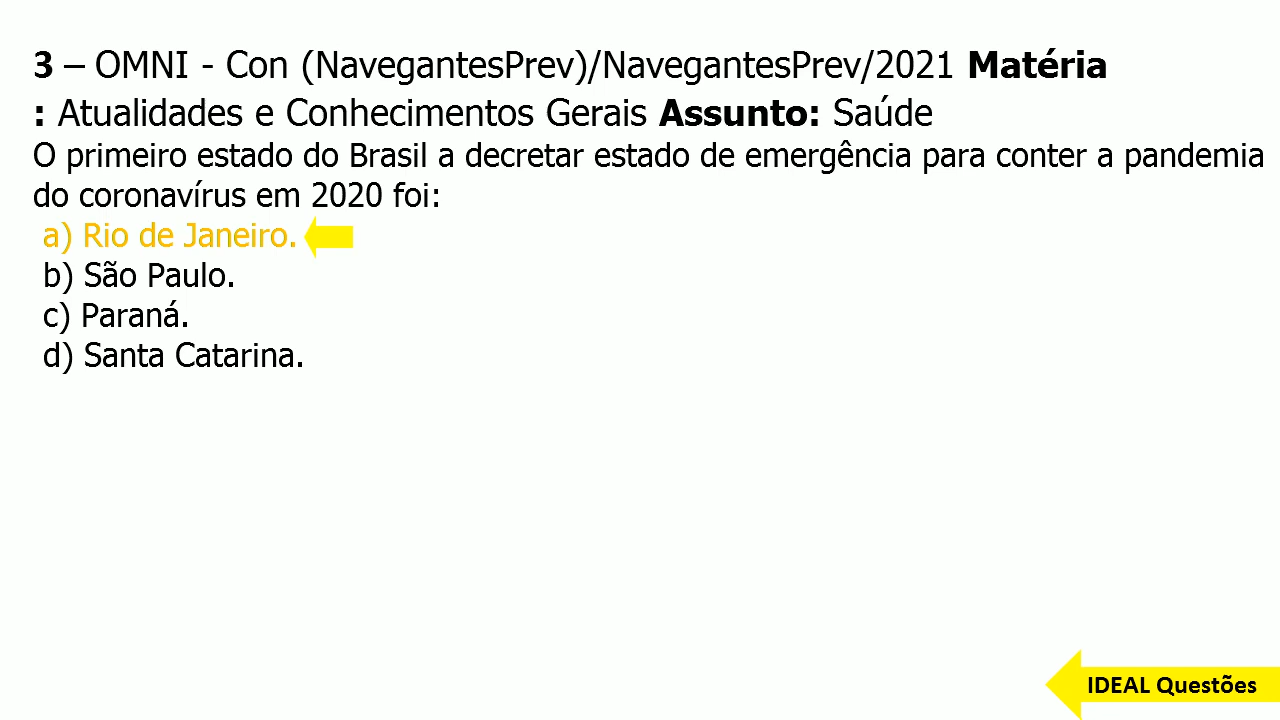 3 – OMNI - Con (NavegantesPrev)/NavegantesPrev/2021 Matéria
: Atualidades e Conhecimentos Gerais Assunto: Saúde
O primeiro estado do Brasil a decretar estado de emergência para conter a pandemia
do coronavírus em 2020 foi:
a) Rio de Janeiro.
b) São Paulo.
c) Paraná.
d) Santa Catarina.
IDEAL Questões